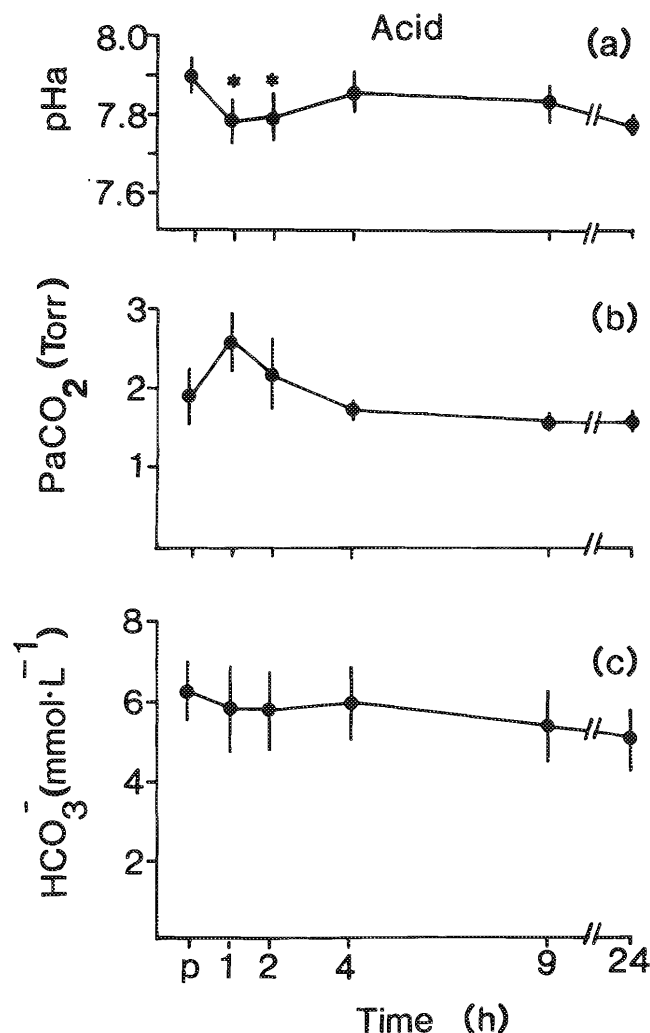 Acid
(a)
pHa
8.0
7.8
7.6
* *
(b)
PaCO2 (Torr)
3
2
1
(c)
HCO3- (mmol·L-1)
8
6
4
2
p 1 2 4 9 24
Time (h)